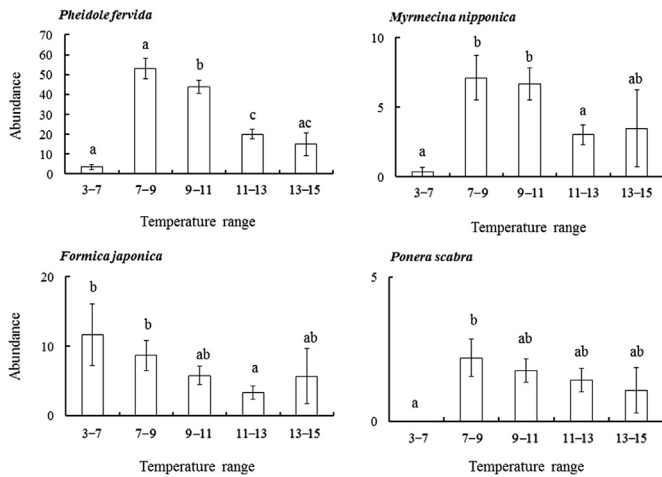 Pheidole fervida
70
60
50
40
30
20
10
0
Abundance
a
a
b
c
ac
3–7 7–9 9–11 11–13 13–15
Temperature range
Myrmecina nipponica
10
5
0
a
b
b
a
ab
3–7 7–9 9–11 11–13 13–15
Temperature range
Formica japonica
20
10
0
Abundance
b
b
ab
a
ab
3–7 7–9 9–11 11–13 13–15
Temperature range
Ponera scabra
5
0
a
b
ab
ab
ab
3–7 7–9 9–11 11–13 13–15
Temperature range